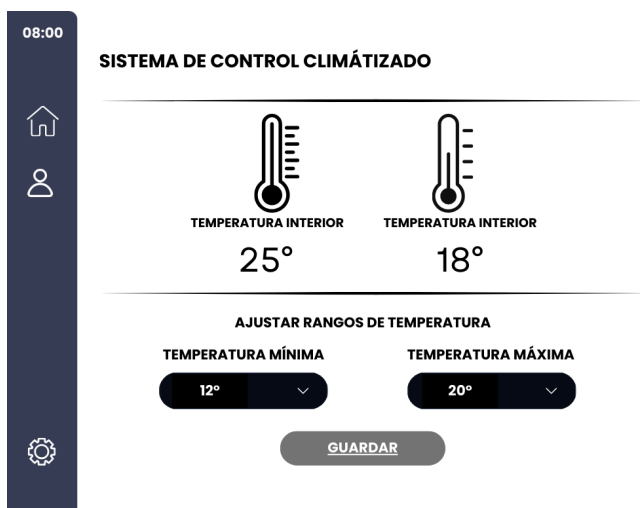 08:00
SISTEMA DE CONTROL CLIMÁTIZADO
TEMPERATURA INTERIOR
TEMPERATURA INTERIOR
25°
18°
AJUSTAR RANGOS DE TEMPERATURA
TEMPERATURA MÍNIMA
TEMPERATURA MÁXIMA
12°
20°
GUARDAR